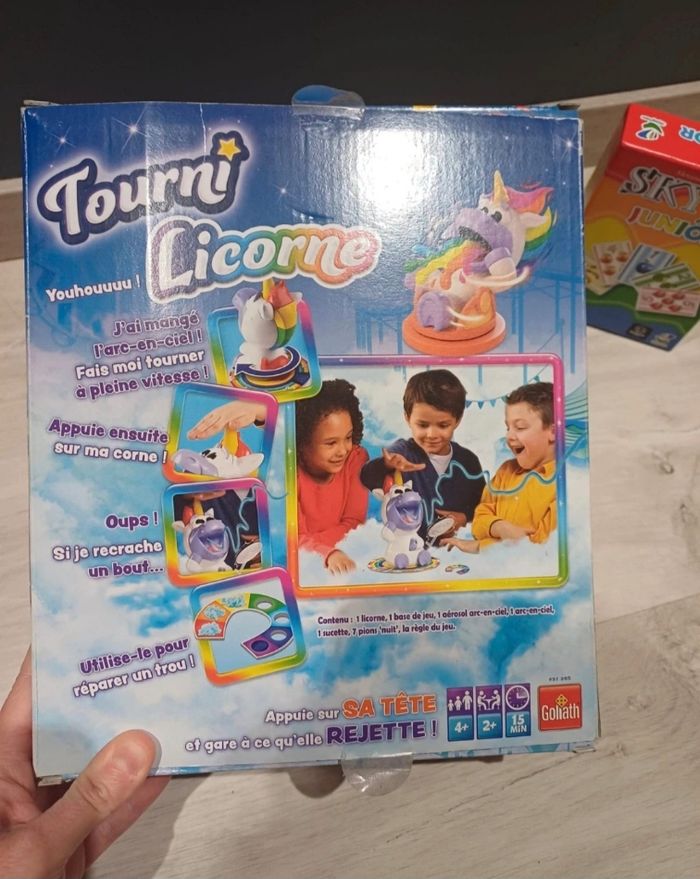 Tourni
Licorne
Youhouuuu !
J'ai mangé
l'arc-en-ciel !
Fais moi tourner
à pleine vitesse !
Appuie ensuite
sur ma corne !
Oups !
Si je recrache
un bout...
Utilise-le pour
réparer un trou !
Contenu : 1 licorne, 1 base de jeu, 1 aérosol arc-en-ciel, 1 arc-en-ciel,
1 sucette, 7 pions 'nuit', la règle du jeu.
Appuie sur SA TÊTE
et gare à ce qu'elle REJETTE !
4+
2+
15
MIN
Goliath
SKY
JUNIO